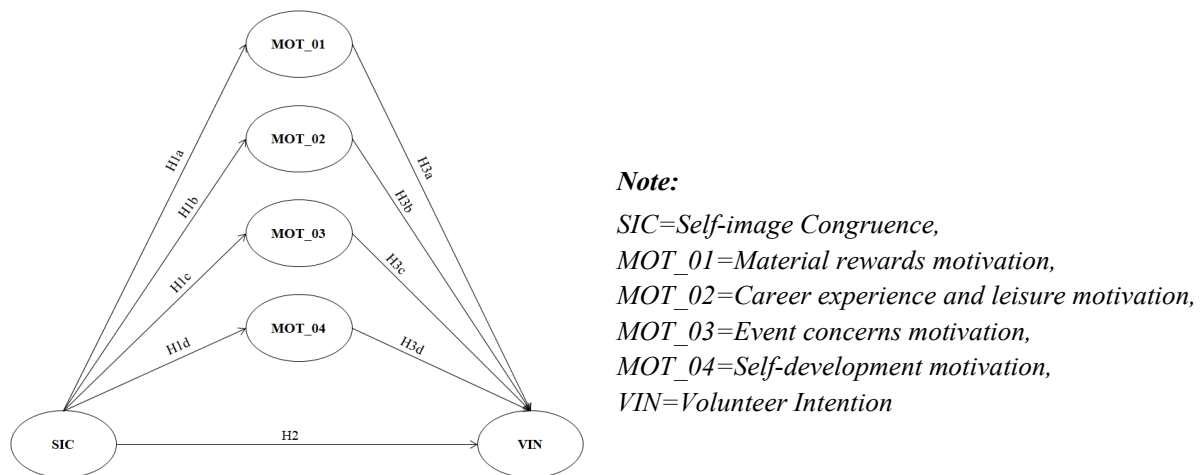 MOT_01
MOT_02
MOT_03
MOT_04
SIC
VIN
H1a
H1b
H1c
H1d
H2
H3a
H3b
H3c
H3d
Note:
SIC=Self-image Congruence,
MOT_01=Material rewards motivation,
MOT_02=Career experience and leisure motivation,
MOT_03=Event concerns motivation,
MOT_04=Self-development motivation,
VIN=Volunteer Intention